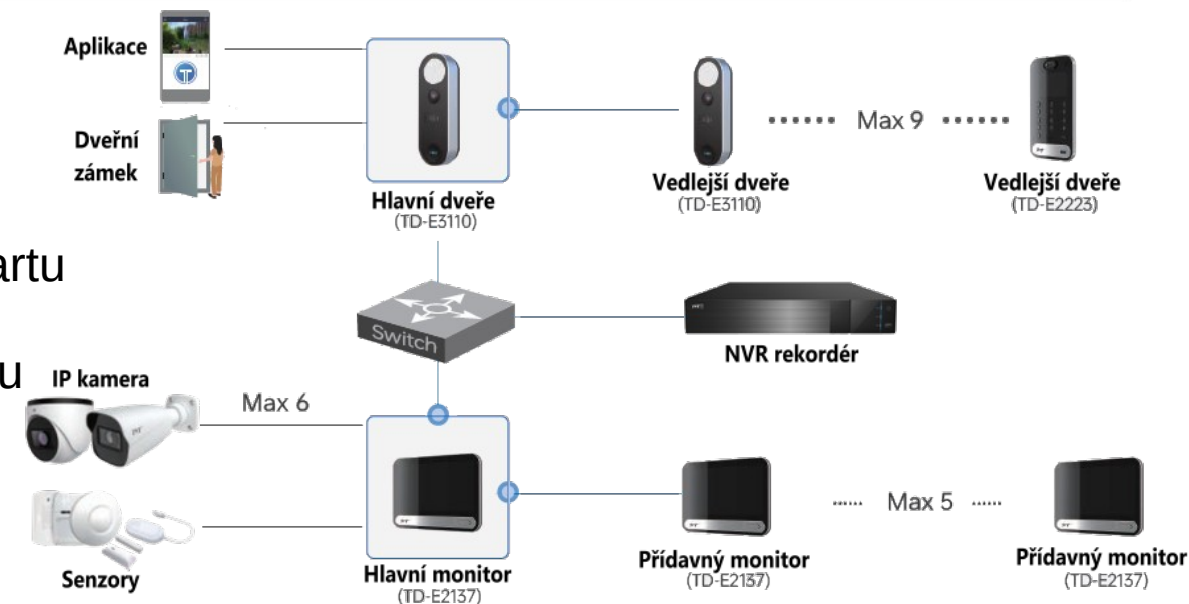 Aplikace
Dveřní
zámek
Hlavní dveře
(TD-E3110)
Vedlejší dveře
(TD-E3110)
Max 9
Vedlejší dveře
(TD-E2223)
artu
u
Switch
NVR rekordér
IP kamera
Max 6
Senzory
Hlavní monitor
(TD-E2137)
Přídavný monitor
(TD-E2137)
Max 5
Přídavný monitor
(TD-E2137)